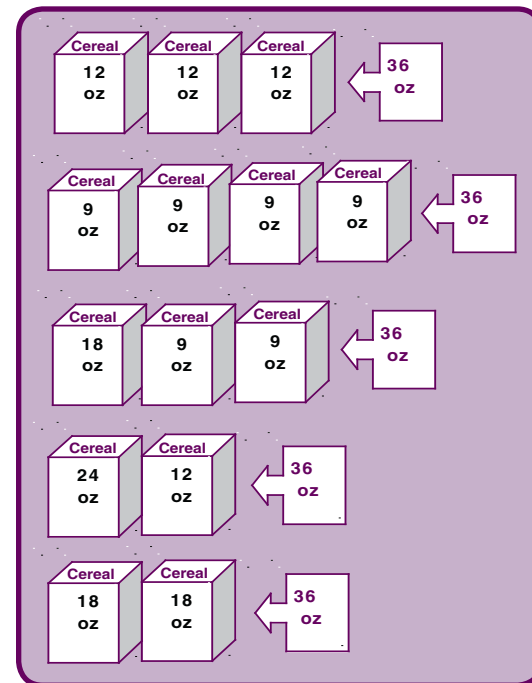 Cereal Cereal Cereal
12 12 12 36
oz oz oz oz
Cereal Cereal Cereal Cereal
9 9 9 9 36
oz oz oz oz oz
Cereal Cereal Cereal
18 9 9 36
oz oz oz oz
Cereal Cereal
24 12 36
oz oz oz
Cereal Cereal
18 18 36
oz oz oz